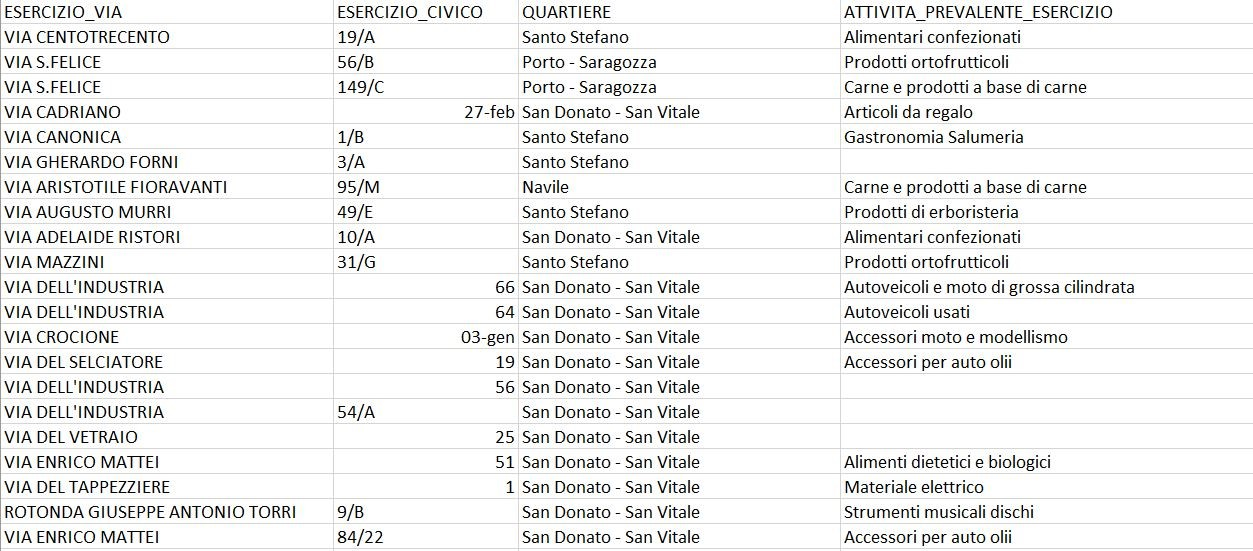 ESERCIZIO_VIA ESERCIZIO_CIVICO QUARTIERE ATTIVITA_PREVALENTE_ESERCIZIO
VIA CENTOTRECENTO 19/A Santo Stefano Alimentari confezionati
VIA S.FELICE 56/B Porto - Saragozza Prodotti ortofrutticoli
VIA S.FELICE 149/C Porto - Saragozza Carne e prodotti a base di carne
VIA CADRIANO 27-feb San Donato - San Vitale Articoli da regalo
VIA CANONICA 1/B Santo Stefano Gastronomia Salumeria
VIA GHERARDO FORNI 3/A Santo Stefano
VIA ARISTOTILE FIORAVANTI 95/M Navile Carne e prodotti a base di carne
VIA AUGUSTO MURRI 49/E Santo Stefano Prodotti di erboristeria
VIA ADELAIDE RISTORI 10/A San Donato - San Vitale Alimentari confezionati
VIA MAZZINI 31/G Santo Stefano Prodotti ortofrutticoli
VIA DELL'INDUSTRIA 66 San Donato - San Vitale Autoveicoli e moto di grossa cilindrata
VIA DELL'INDUSTRIA 64 San Donato - San Vitale Autoveicoli usati
VIA CROCIONE 03-gen San Donato - San Vitale Accessori moto e modellismo
VIA DEL SELCIATORE 19 San Donato - San Vitale Accessori per auto olii
VIA DELL'INDUSTRIA 56 San Donato - San Vitale
VIA DELL'INDUSTRIA 54/A San Donato - San Vitale
VIA DEL VETRAIO 25 San Donato - San Vitale
VIA ENRICO MATTEI 51 San Donato - San Vitale Alimenti dietetici e biologici
VIA DEL TAPPEZZIERE 1 San Donato - San Vitale Materiale elettrico
ROTONDA GIUSEPPE ANTONIO TORRI 9/B San Donato - San Vitale Strumenti musicali dischi
VIA ENRICO MATTEI 84/22 San Donato - San Vitale Accessori per auto olii